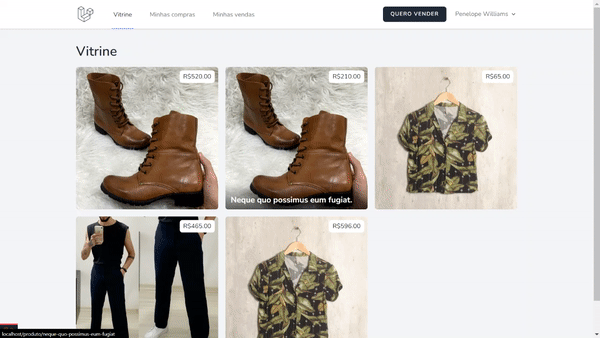 Vitrine
Minhas compras
Minhas vendas
QUERO VENDER
Penelope Williams
Vitrine
R$520.00
R$210.00
R$65.00
Neque quo possimus eum fugiat.
R$465.00
R$596.00
localhost/produto/neque-quo-possimus-eum-fugiat